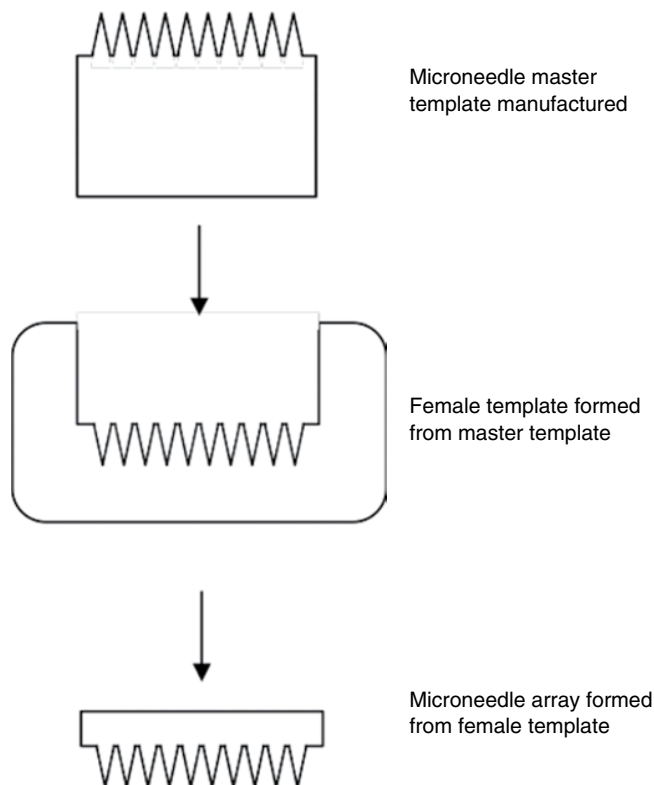 Microneedle master
template manufactured
Female template formed
from master template
Microneedle array formed
from female template